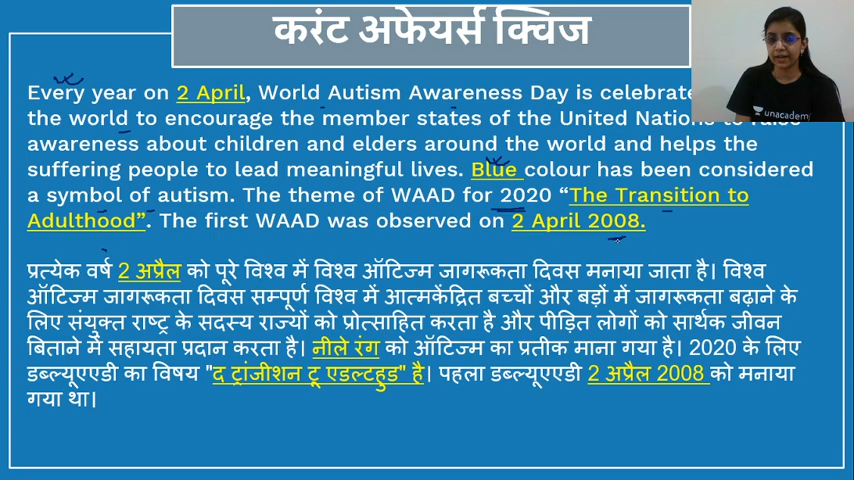 करंट अफेयर्स क्विज
unacademy
Every year on 2 April, World Autism Awareness Day is celebrate
the world to encourage the member states of the United Nations to raise
awareness about children and elders around the world and helps the
suffering people to lead meaningful lives. Blue colour has been considered
a symbol of autism. The theme of WAAD for 2020 “The Transition to
Adulthood”. The first WAAD was observed on 2 April 2008.
प्रत्येक वर्ष 2 अप्रैल को पूरे विश्व में विश्व ऑटिज्म जागरूकता दिवस मनाया जाता है। विश्व
ऑटिज्म जागरूकता दिवस सम्पूर्ण विश्व में आत्मकेंद्रित बच्चों और बड़ों में जागरूकता बढ़ाने के
लिए संयुक्त राष्ट्र के सदस्य राज्यों को प्रोत्साहित करता है और पीड़ित लोगों को सार्थक जीवन
बिताने में सहायता प्रदान करता है। नीले रंग को ऑटिज्म का प्रतीक माना गया है। 2020 के लिए
डब्ल्यूएएडी का विषय "द ट्रांजीशन टू एडल्टहुड" है। पहला डब्ल्यूएएडी 2 अप्रैल 2008 को मनाया
गया था।